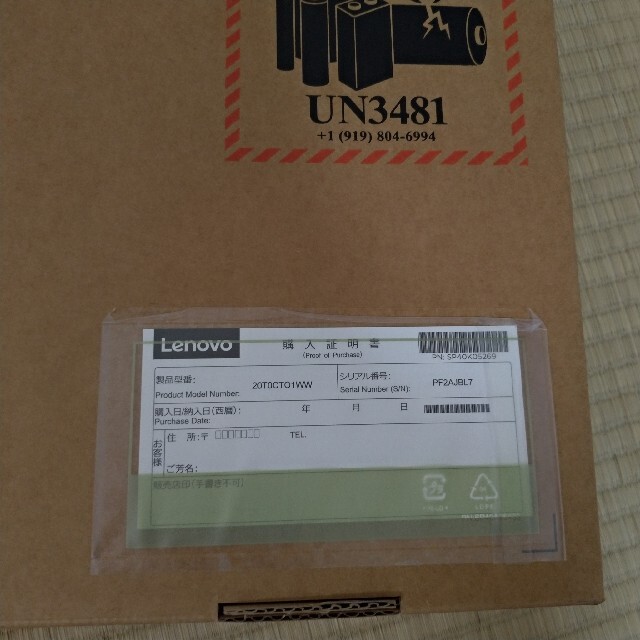 UN3481
+1 (919) 804-6994
Lenovo
購入証明書
(Proof of Purchase)
PN: SP40K05269
製品型番:
Product Model Number:
20T0CTO1WW
シリアル番号:
Serial Number (S/N):
PF2AJBL7
購入日/納入日(西暦):
Purchase Date:
年 月 日
お客様
住 所:〒 □□□□□□□ TEL.
ご芳名:
販売店印(手書き不可)